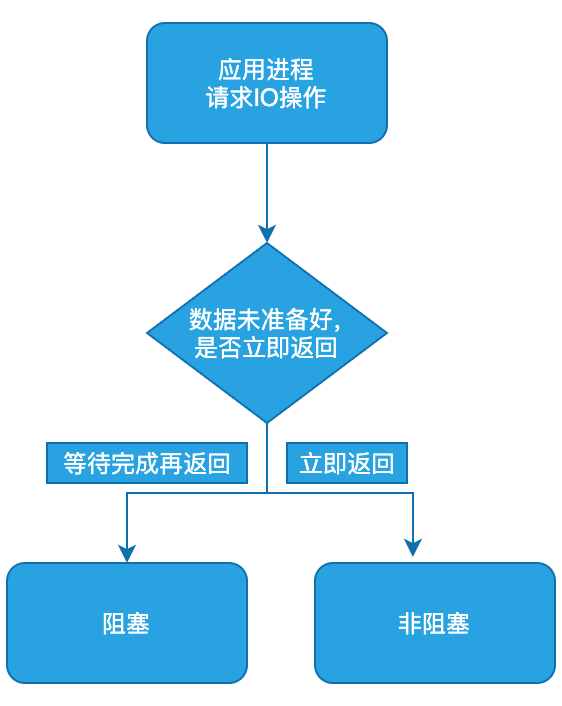 应用进程
请求IO操作
数据未准备好，
是否立即返回
等待完成再返回
立即返回
阻塞
非阻塞